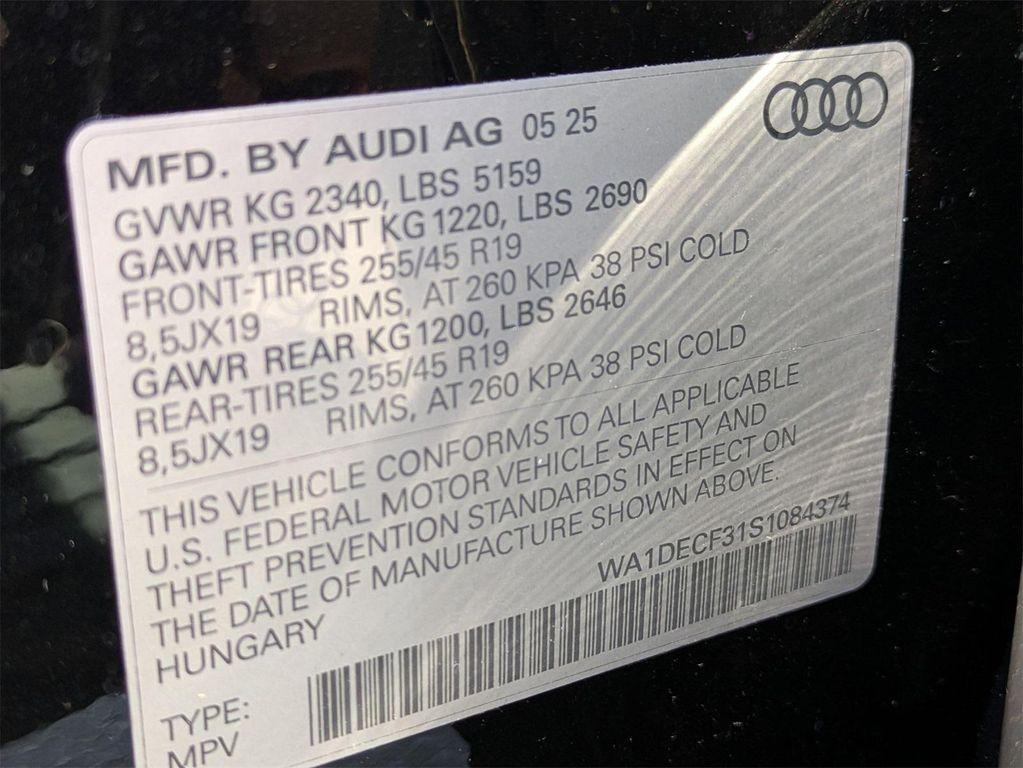 MFD. BY AUDI AG 05 25
GVWR KG 2340, LBS 5159
GAWR FRONT KG 1220, LBS 2690
FRONT-TIRES 255/45 R19
8,5JX19 RIMS, AT 260 KPA 38 PSI COLD
GAWR REAR KG 1200, LBS 2646
REAR-TIRES 255/45 R19
8,5JX19 RIMS, AT 260 KPA 38 PSI COLD
THIS VEHICLE CONFORMS TO ALL APPLICABLE
U.S. FEDERAL MOTOR VEHICLE SAFETY AND
THEFT PREVENTION STANDARDS IN EFFECT ON
THE DATE OF MANUFACTURE SHOWN ABOVE.
HUNGARY
WA1DECF31S1084374
TYPE:
MPV